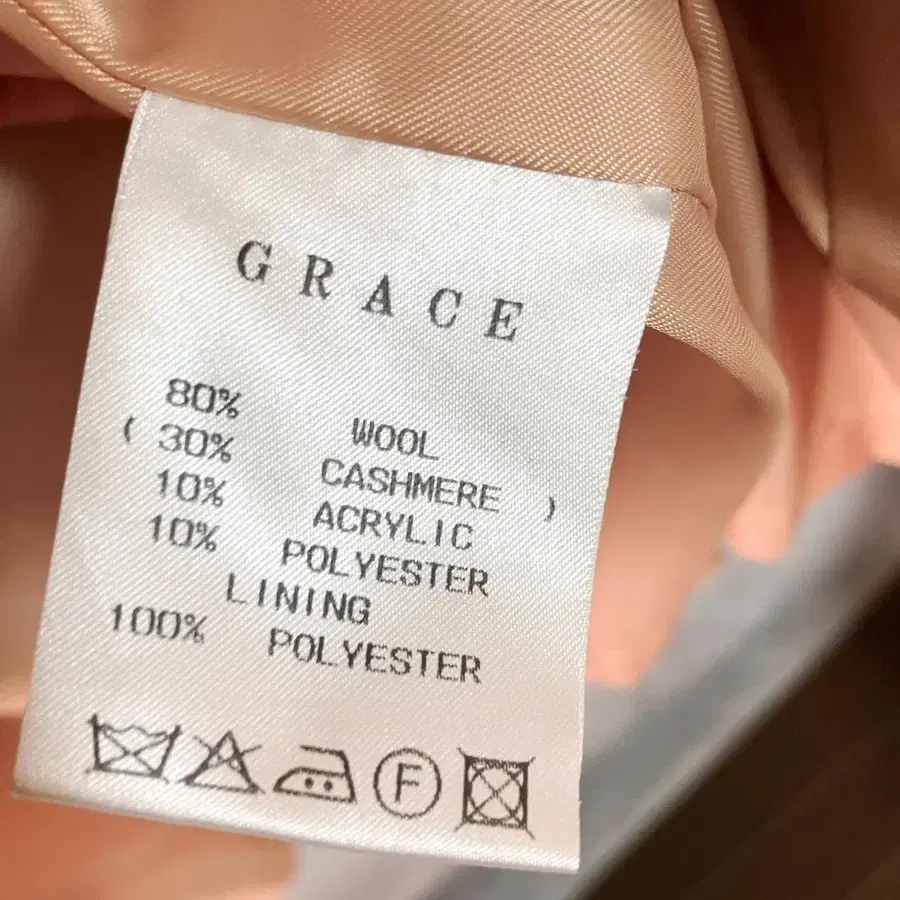 GRACE
80% WOOL
( 30% CASHMERE )
10% ACRYLIC
10% POLYESTER
LINING
100% POLYESTER
F